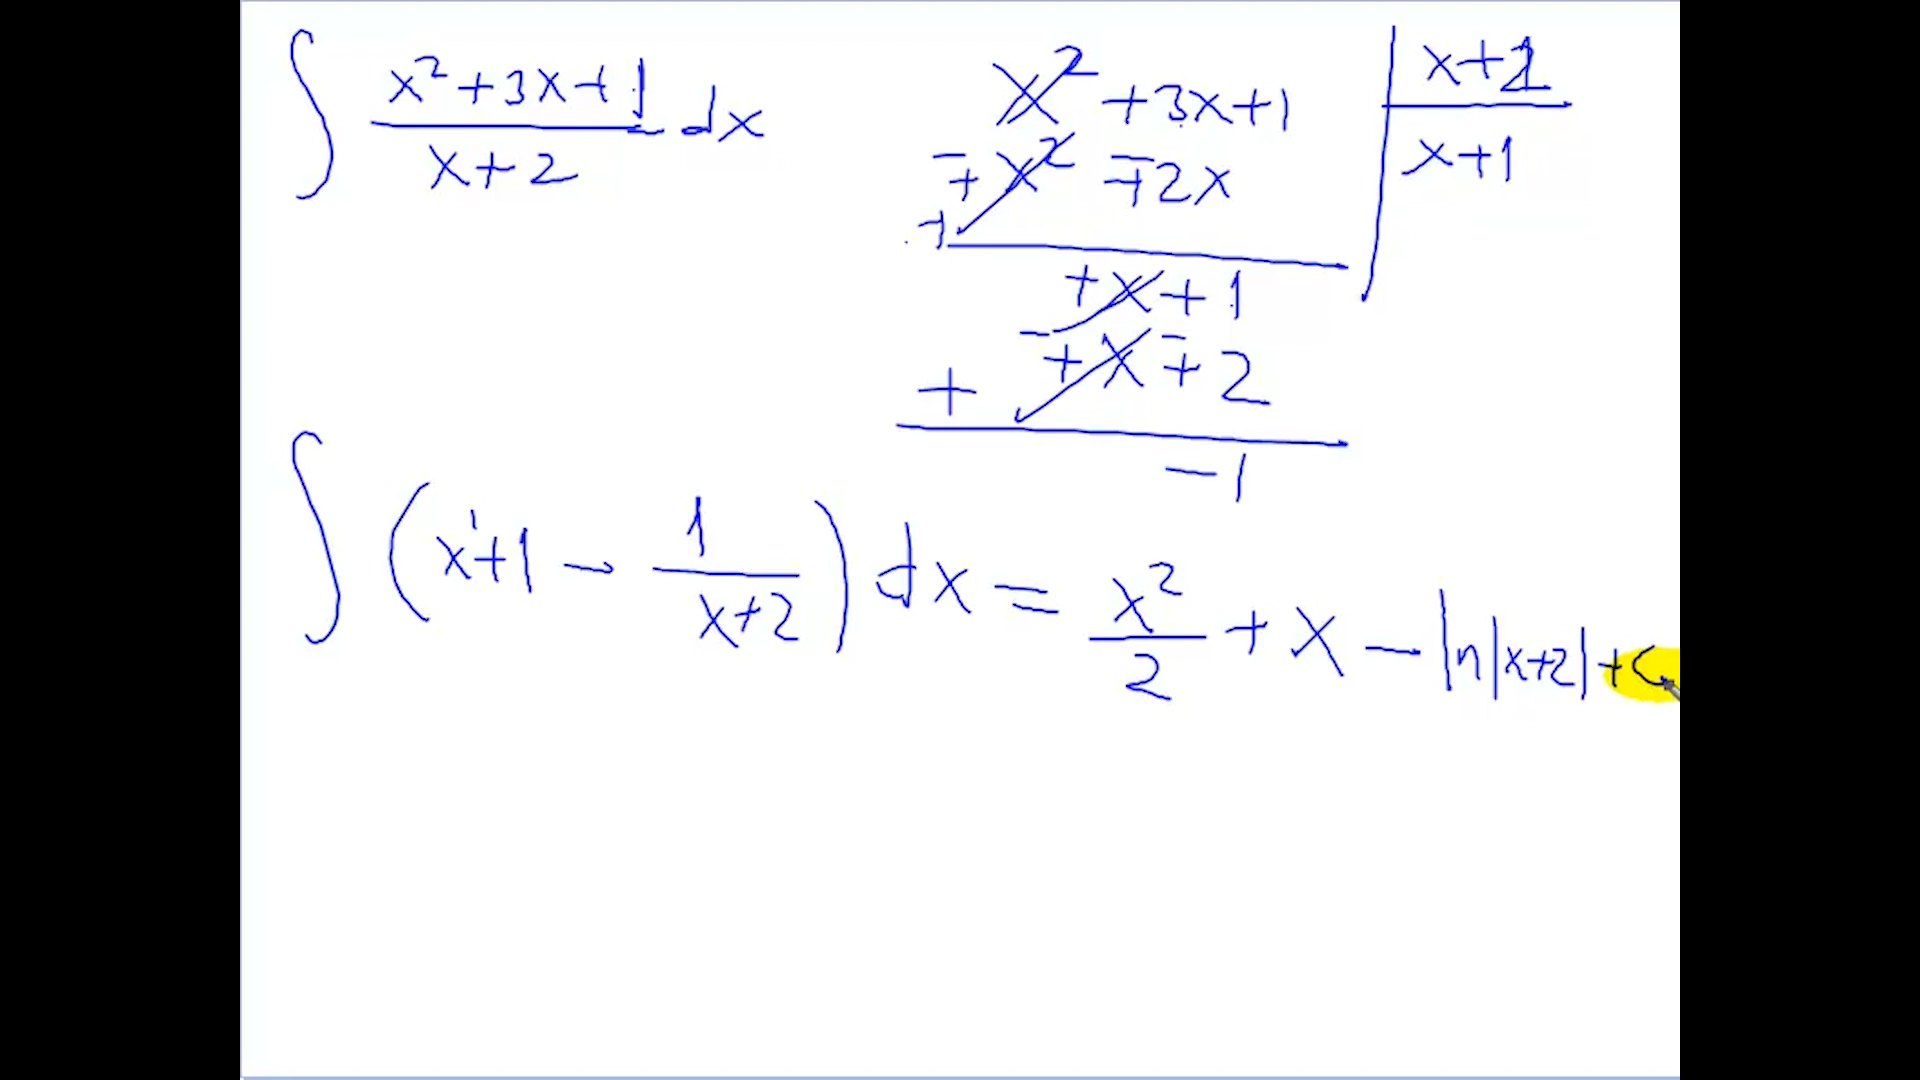 ∫ (x² + 3x + 1)/(x + 2) dx
x² + 3x + 1 | x + 2
∓ x² ∓ 2x | x + 1
+
+ x + 1
∓ x ∓ 2
+
- 1
∫ (x¹ + 1 - 1/(x+2)) dx = x²/2 + x - ln|x+2| + C